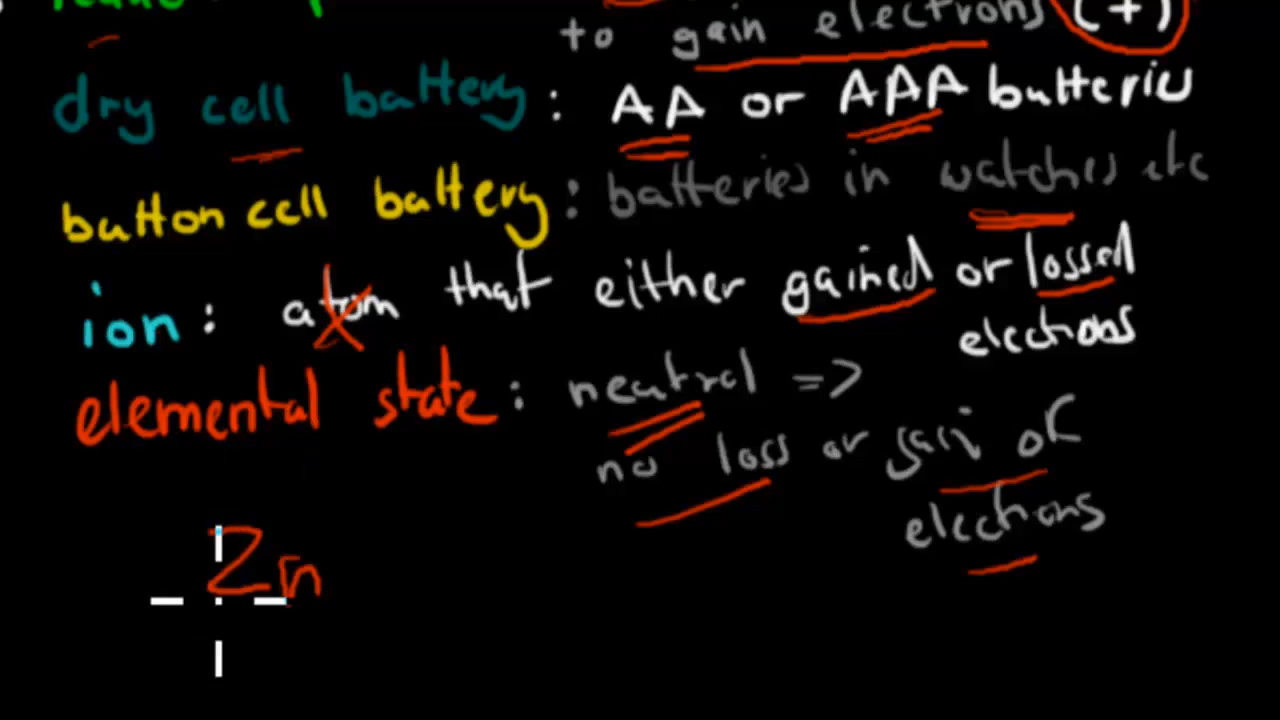 to gain electrons (+)
dry cell battery: AA or AAA batteries
button cell battery: batteries in watches etc
ion: atom that either gained or lossed
electrons
elemental state: neutral =>
no loss or gain of
electrons
Zn